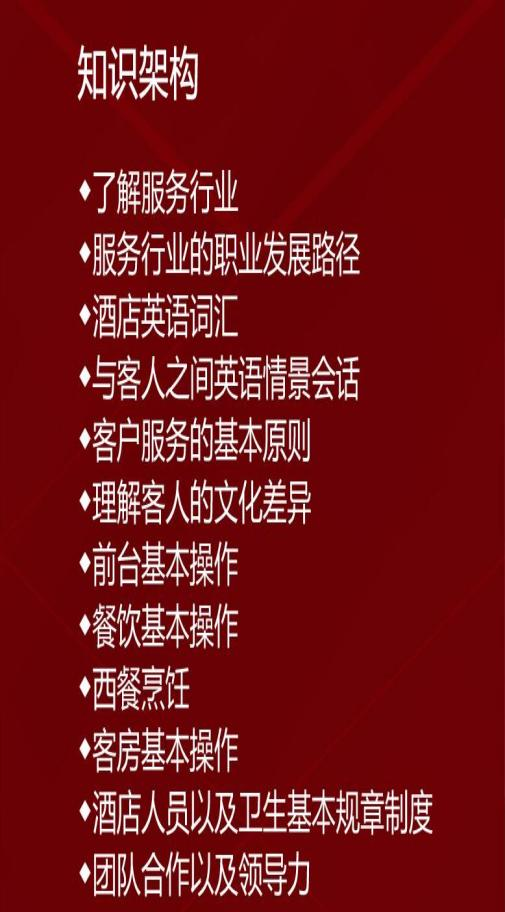 知识架构
◆了解服务行业
◆服务行业的职业发展路径
◆酒店英语词汇
◆与客人之间英语情景会话
◆客户服务的基本原则
◆理解客人的文化差异
◆前台基本操作
◆餐饮基本操作
◆西餐烹饪
◆客房基本操作
◆酒店人员以及卫生基本规章制度
◆团队合作以及领导力